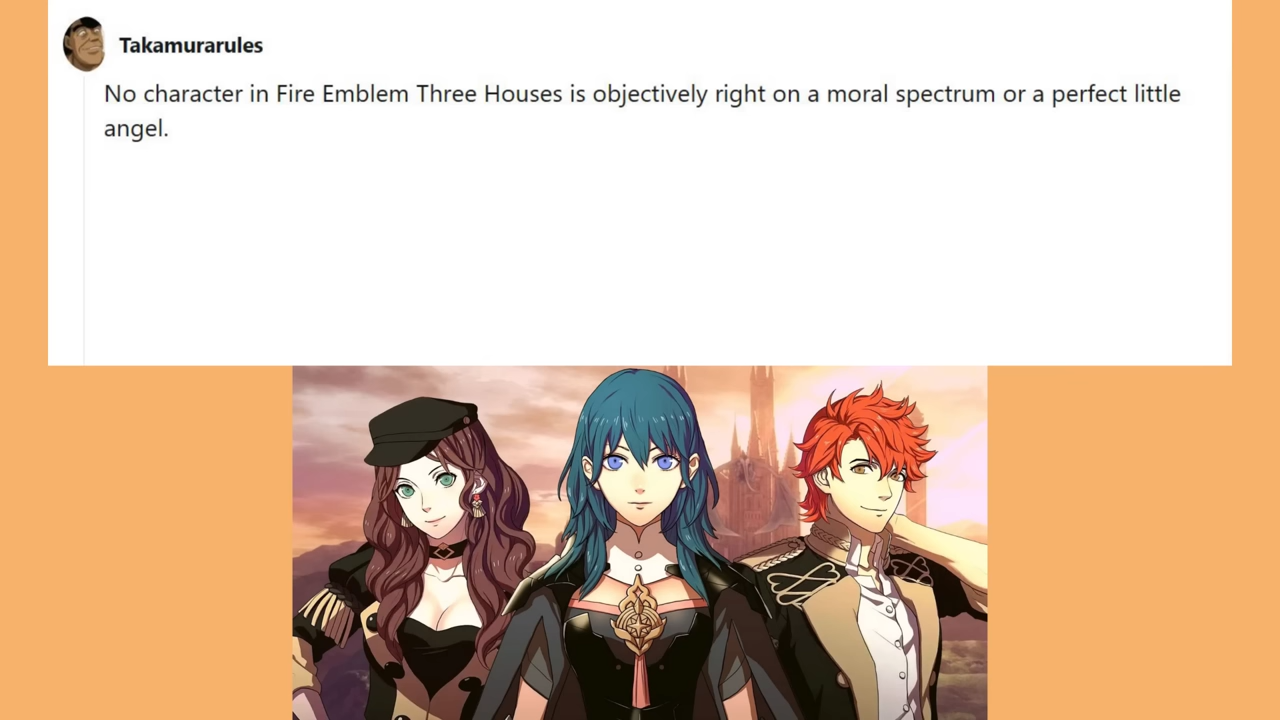 Takamurarules
No character in Fire Emblem Three Houses is objectively right on a moral spectrum or a perfect little
angel.